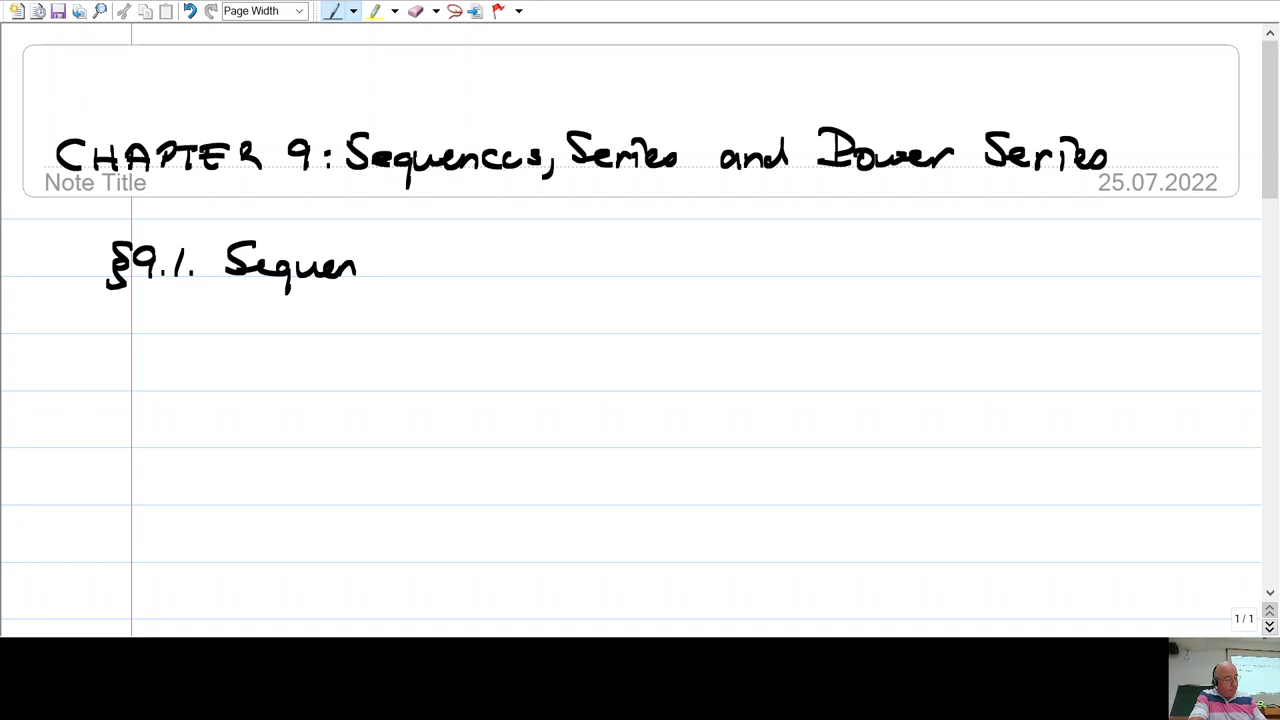 Page Width
CHAPTER 9: Sequences, Series and Power Series
Note Title
25.07.2022
§9.1. Sequen
1 / 1